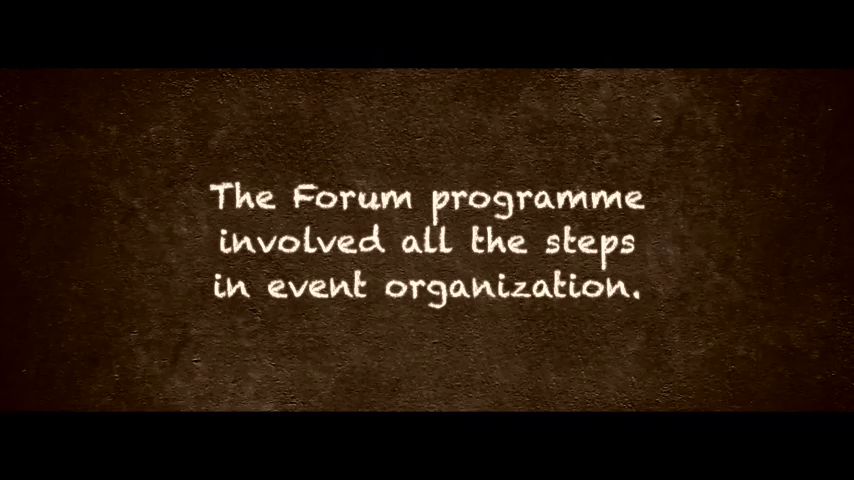 The Forum programme
involved all the steps
in event organization.